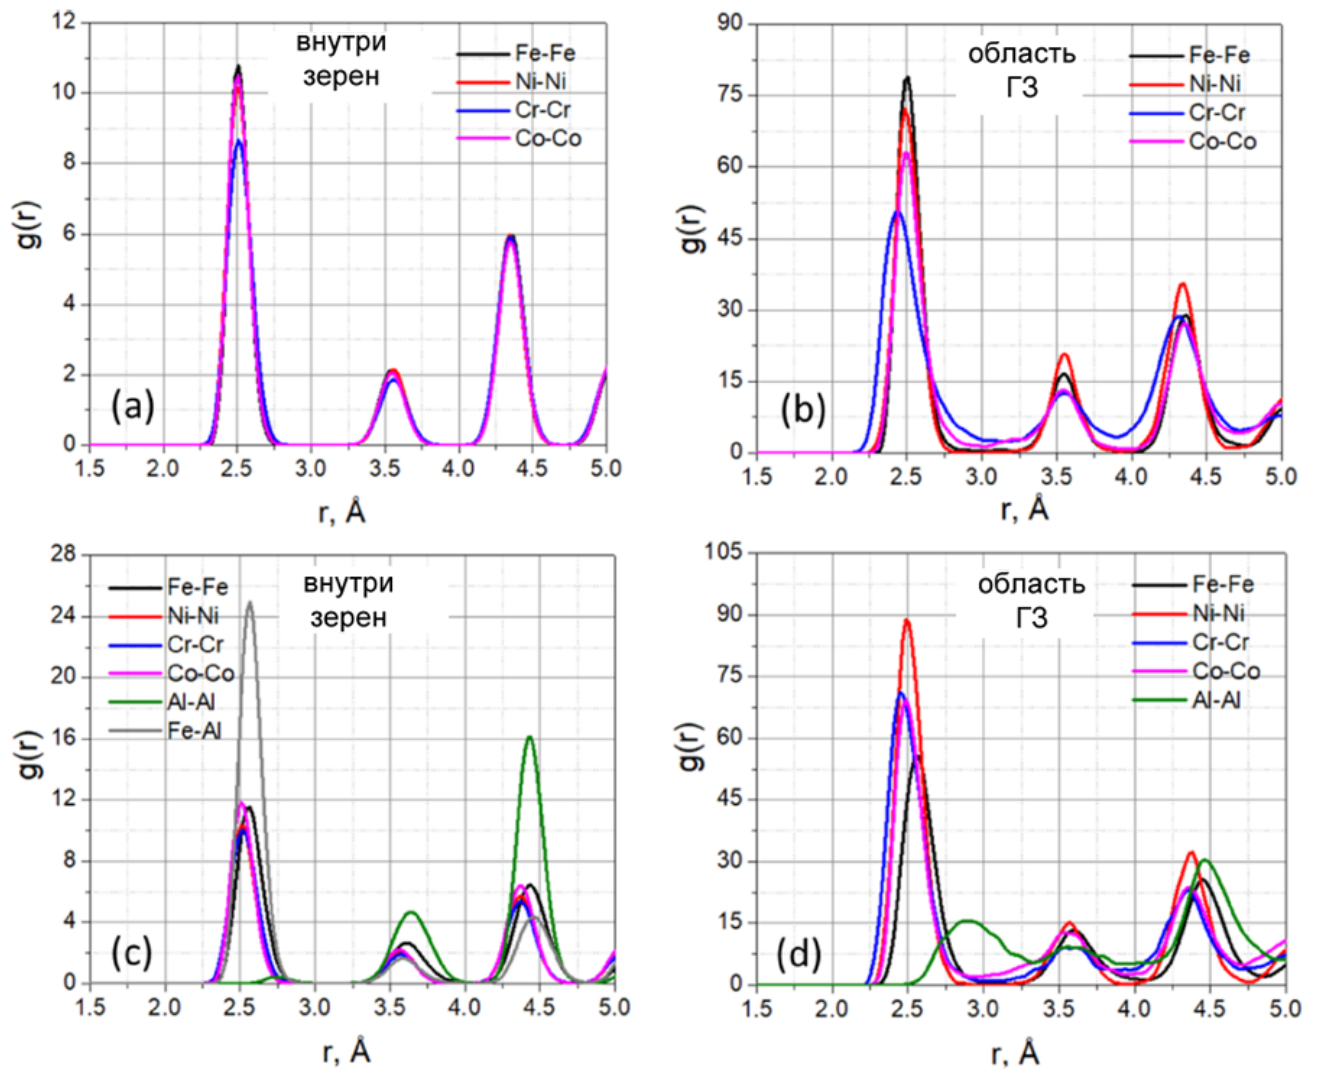 12
10
8
6
4
2
0
g(r)
внутри
зерен
Fe-Fe
Ni-Ni
Cr-Cr
Co-Co
(a)
1.5 2.0 2.5 3.0 3.5 4.0 4.5 5.0
r, Å
90
75
60
45
30
15
0
g(r)
область
ГЗ
Fe-Fe
Ni-Ni
Cr-Cr
Co-Co
(b)
1.5 2.0 2.5 3.0 3.5 4.0 4.5 5.0
r, Å
28
24
20
16
12
8
4
0
g(r)
Fe-Fe
Ni-Ni
Cr-Cr
Co-Co
Al-Al
Fe-Al
внутри
зерен
(c)
1.5 2.0 2.5 3.0 3.5 4.0 4.5 5.0
r, Å
105
90
75
60
45
30
15
0
g(r)
область
ГЗ
Fe-Fe
Ni-Ni
Cr-Cr
Co-Co
Al-Al
(d)
1.5 2.0 2.5 3.0 3.5 4.0 4.5 5.0
r, Å